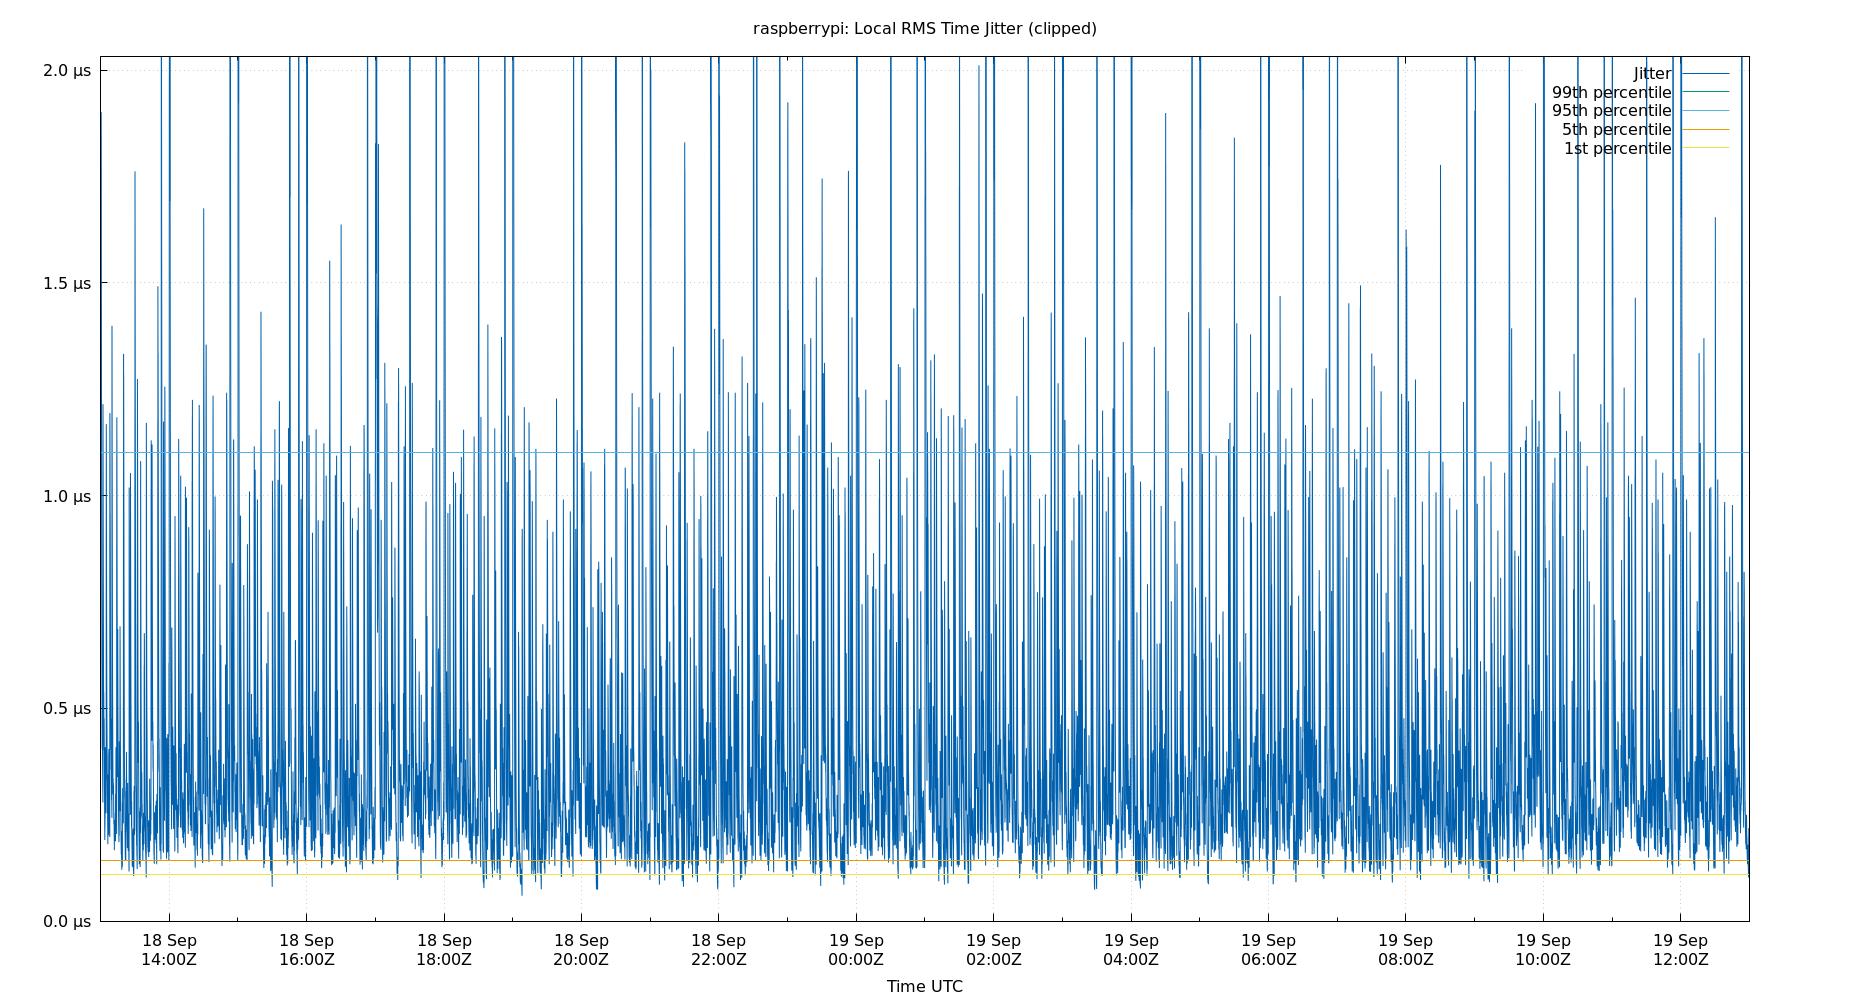 raspberrypi: Local RMS Time Jitter (clipped)
2.0 μs
1.5 μs
1.0 μs
0.5 μs
0.0 μs
Jitter
99th percentile
95th percentile
5th percentile
1st percentile
18 Sep 18 Sep 18 Sep 18 Sep 18 Sep 19 Sep 19 Sep 19 Sep 19 Sep 19 Sep 19 Sep 19 Sep
14:00Z 16:00Z 18:00Z 20:00Z 22:00Z 00:00Z 02:00Z 04:00Z 06:00Z 08:00Z 10:00Z 12:00Z
Time UTC